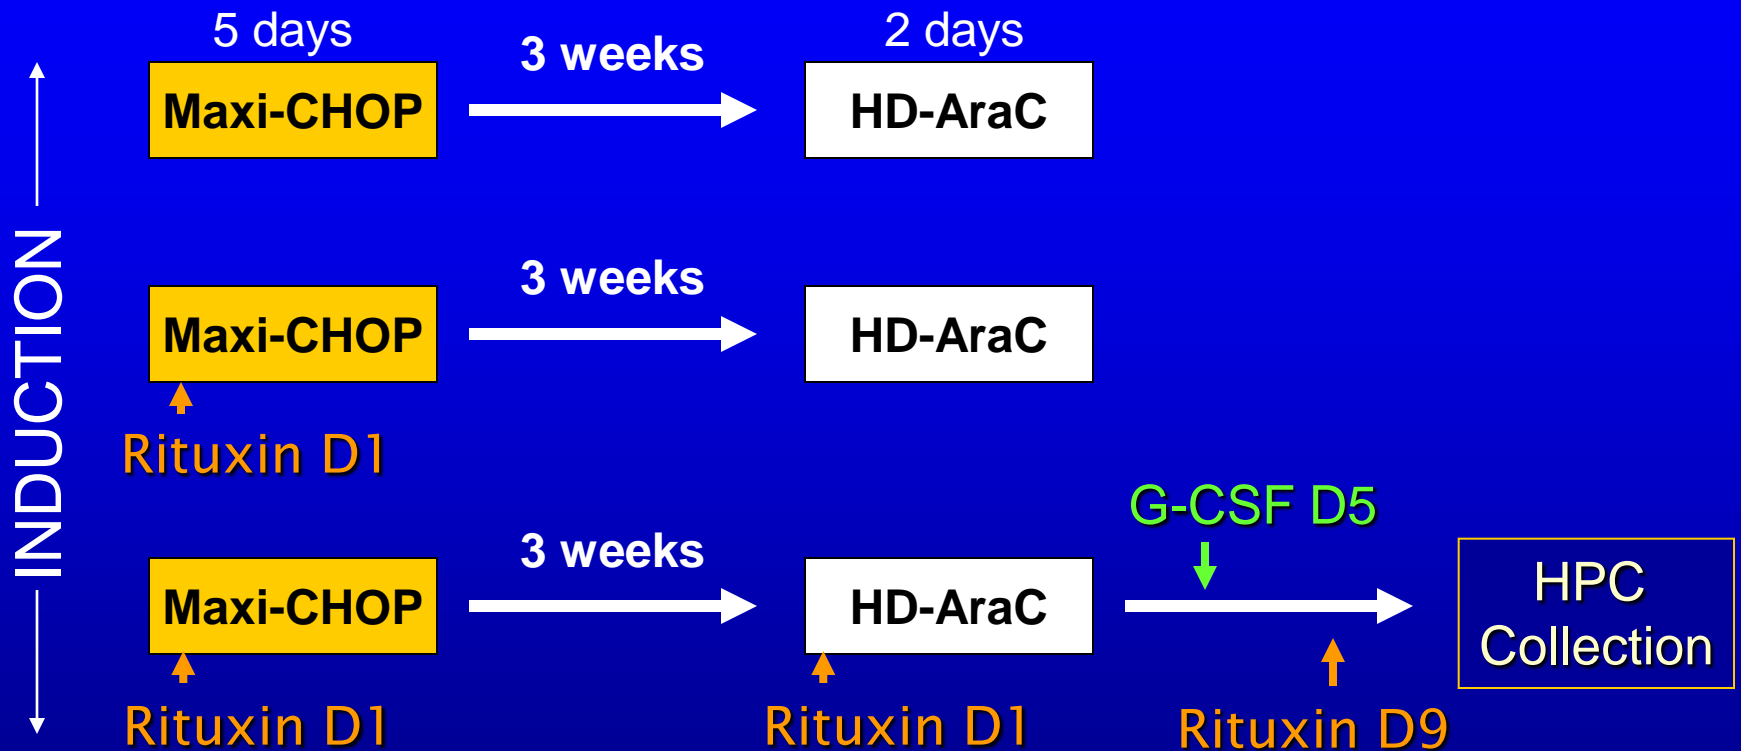 5 days
3 weeks
2 days
Maxi-CHOP
HD-AraC
INDUCTION
3 weeks
Maxi-CHOP
HD-AraC
Rituxin D1
G-CSF D5
3 weeks
Maxi-CHOP
HD-AraC
HPC
Collection
Rituxin D1
Rituxin D1
Rituxin D9